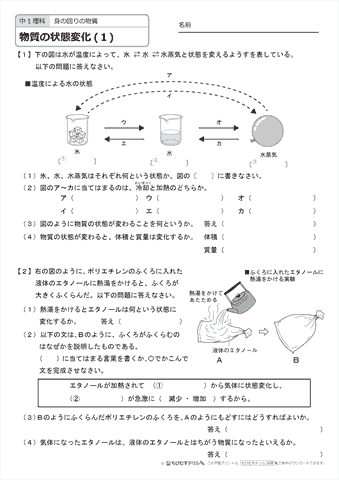 中1理科 身の回りの物質
名前
物質の状態変化 ( 1 )
【1】下の図は水が温度によって、氷 ⇄ 水 ⇄ 水蒸気と状態を変えるようすを表している。
以下の問題に答えなさい。
■温度による水の状態
ア
イ
ウ オ
エ カ
氷 水 水蒸気
〔① 〕 〔② 〕 〔③ 〕
(1) 氷、水、水蒸気はそれぞれ何という状態か、図の〔 〕に書きなさい。
(2) 図のア〜カに当てはまるのは、冷却と加熱のどちらか。
ア( ) ウ( ) オ( )
イ( ) エ( ) カ( )
(3) 図のように物質の状態が変わることを何というか。 答え( )
(4) 物質の状態が変わると、体積と質量は変化するか。 体積( )
質量( )
【2】右の図のように、ポリエチレンのふくろに入れた
液体のエタノールに熱湯をかけると、ふくろが
大きくふくらんだ。以下の問題に答えなさい。
■ふくろに入れたエタノールに
熱湯をかける実験
熱湯をかけて
あたためる
液体のエタノール
A B
(1) 熱湯をかけるとエタノールは何という状態に
変化するか。 答え( )
(2) 以下の文は、Bのように、ふくろがふくらむの
はなぜかを説明したものである。
( )に当てはまる言葉を書くか、○でかこんで
文を完成させなさい。
エタノールが加熱されて (① )から気体に状態変化し、
(② )が急激に( 減少 ・ 増加 )するから。
(3) Bのようにふくらんだポリエチレンのふくろを、Aのようにもどすにはどうすればよいか。
答え( )
(4) 気体になったエタノールは、液体のエタノールとはちがう物質になったといえるか。
答え( )
ちびむすドリル